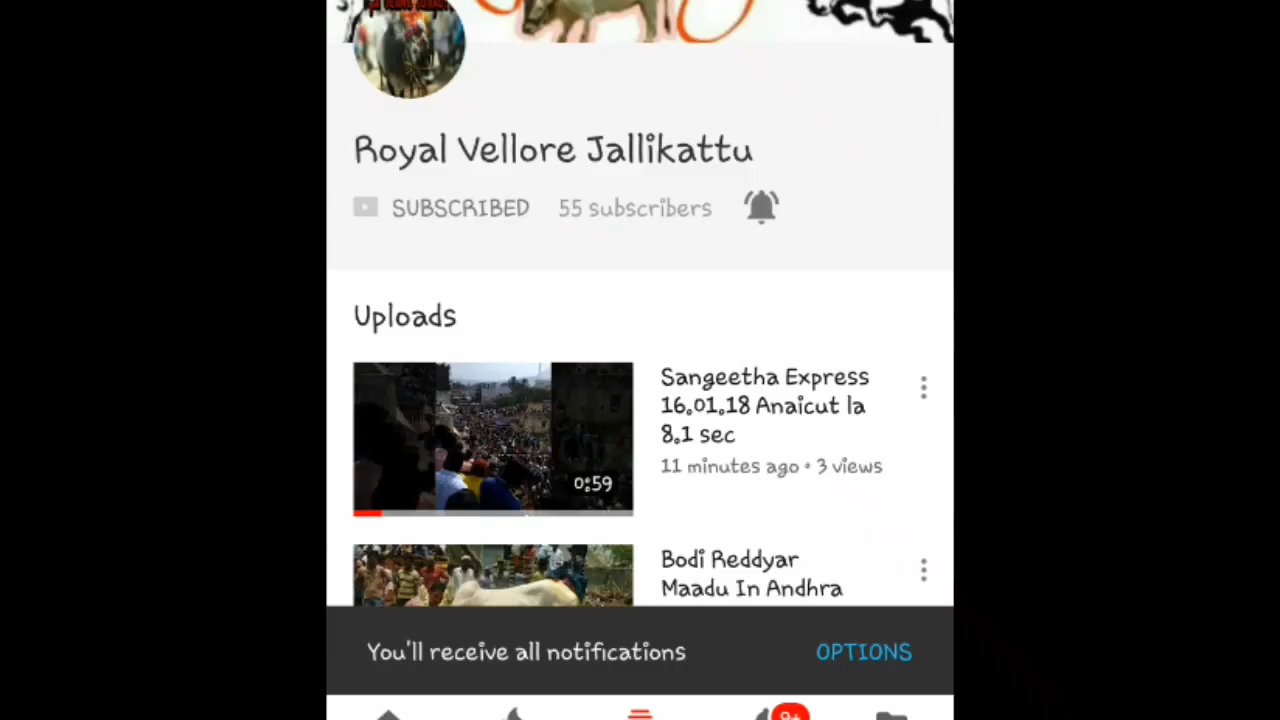 Royal Vellore Jallikattu
SUBSCRIBED 55 subscribers
Uploads
Sangeetha Express
16.01.18 Anaicut la
8.1 sec
11 minutes ago • 3 views
0:59
Bodi Reddyar
Maadu In Andhra
You'll receive all notifications OPTIONS
9+